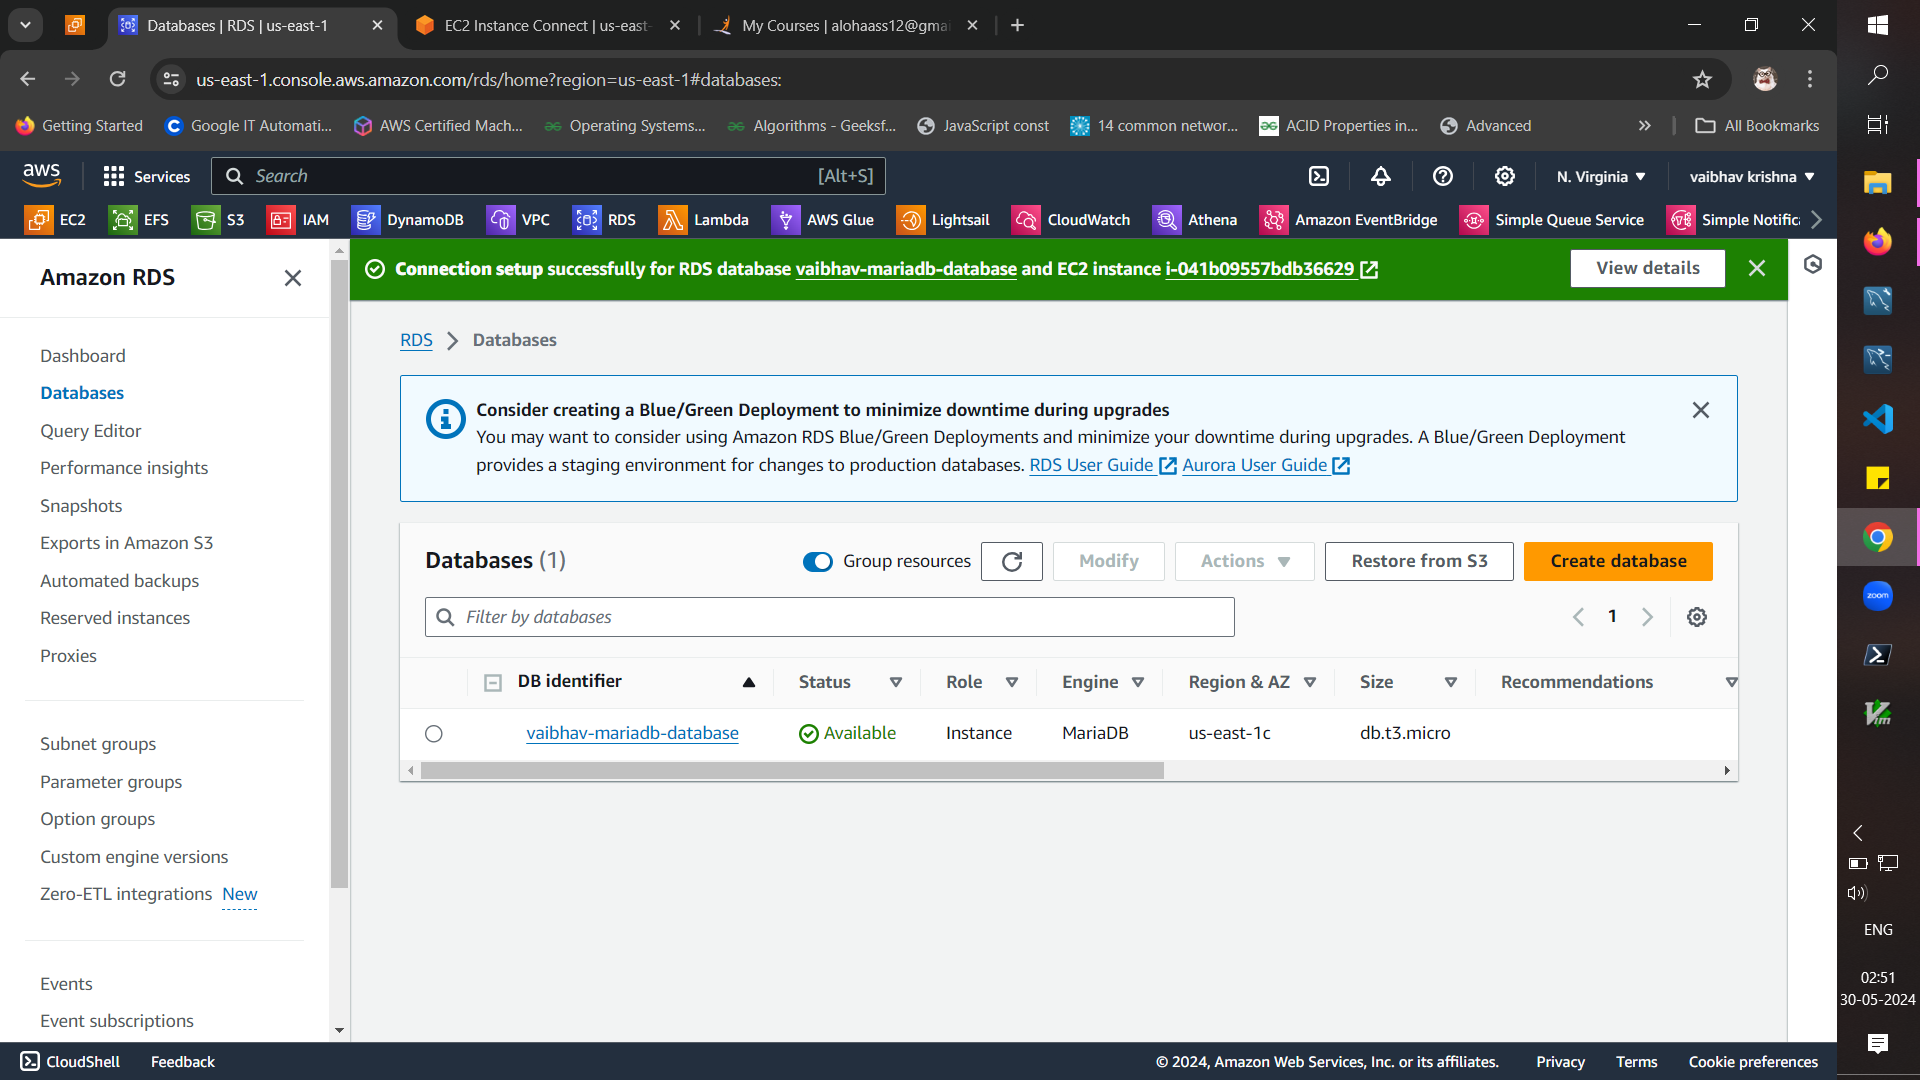 Databases | RDS | us-east-1
EC2 Instance Connect | us-east-
My Courses | alohaass12@gma
us-east-1.console.aws.amazon.com/rds/home?region=us-east-1#databases:
Getting Started
Google IT Automati...
AWS Certified Mach...
Operating Systems...
Algorithms - Geeksf...
JavaScript const
14 common networ...
ACID Properties in...
Advanced
All Bookmarks
aws
Services
Search
[Alt+S]
N. Virginia
vaibhav krishna
EC2
EFS
S3
IAM
DynamoDB
VPC
RDS
Lambda
AWS Glue
Lightsail
CloudWatch
Athena
Amazon EventBridge
Simple Queue Service
Simple Notifica
Amazon RDS
Dashboard
Databases
Query Editor
Performance insights
Snapshots
Exports in Amazon S3
Automated backups
Reserved instances
Proxies
Subnet groups
Parameter groups
Option groups
Custom engine versions
Zero-ETL integrations New
Events
Event subscriptions
Connection setup successfully for RDS database vaibhav-mariadb-database and EC2 instance i-041b09557bdb36629
View details
RDS
Databases
Consider creating a Blue/Green Deployment to minimize downtime during upgrades
You may want to consider using Amazon RDS Blue/Green Deployments and minimize your downtime during upgrades. A Blue/Green Deployment
provides a staging environment for changes to production databases. RDS User Guide Aurora User Guide
Databases (1)
Group resources
Modify
Actions
Restore from S3
Create database
Filter by databases
1
DB identifier
Status
Role
Engine
Region & AZ
Size
Recommendations
vaibhav-mariadb-database
Available
Instance
MariaDB
us-east-1c
db.t3.micro
zoom
ENG
02:51
30-05-2024
CloudShell
Feedback
© 2024, Amazon Web Services, Inc. or its affiliates.
Privacy
Terms
Cookie preferences